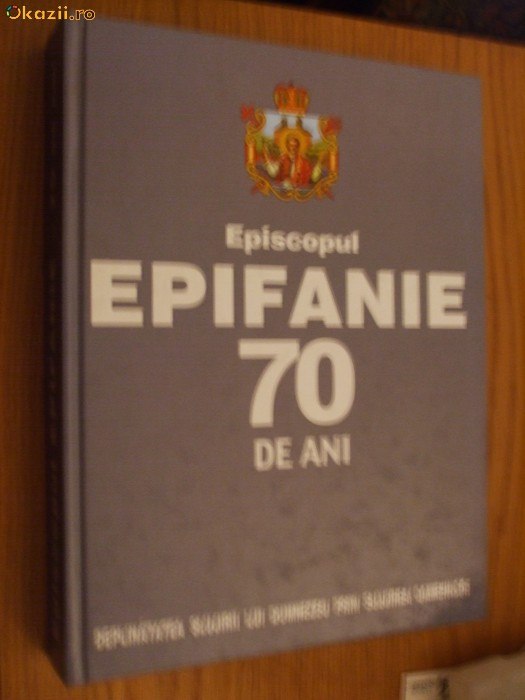 Okazii.ro
Episcopul
EPIFANIE
70
DE ANI
DEPLINĂTATEA SLUJIRII LUI DUMNEZEU PRIN SLUJIREA OAMENILOR